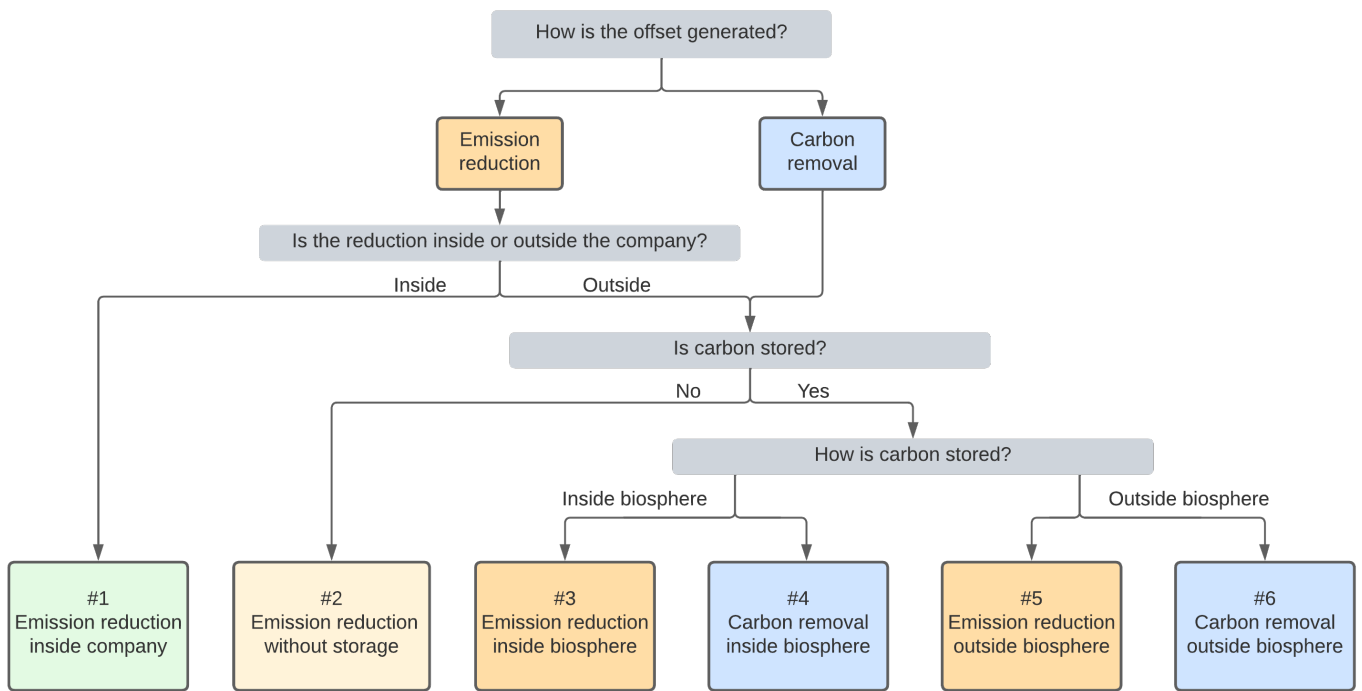 How is the offset generated?
Emission
reduction
Carbon
removal
Is the reduction inside or outside the company?
Inside
Outside
Is carbon stored?
No
Yes
How is carbon stored?
Inside biosphere
Outside biosphere
#1
Emission reduction
inside company
#2
Emission reduction
without storage
#3
Emission reduction
inside biosphere
#4
Carbon removal
inside biosphere
#5
Emission reduction
outside biosphere
#6
Carbon removal
outside biosphere